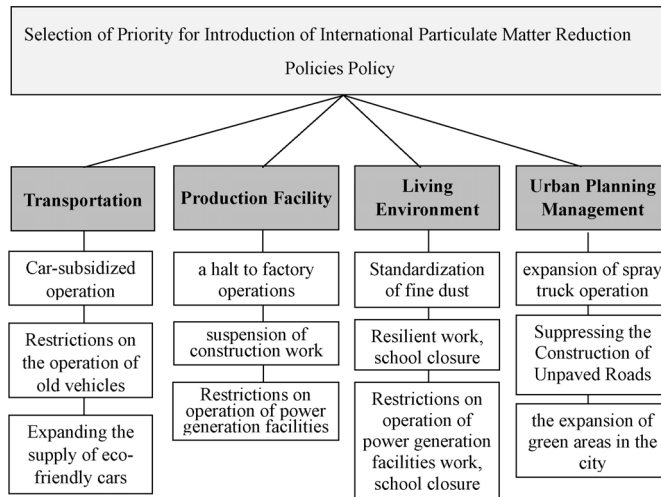 Selection of Priority for Introduction of International Particulate Matter Reduction
Policies Policy
Transportation
Car-subsidized
operation
Restrictions on
the operation of
old vehicles
Expanding the
supply of eco-
friendly cars
Production Facility
a halt to factory
operations
suspension of
construction work
Restrictions on
operation of power
generation facilities
Living
Environment
Standardization
of fine dust
Resilient work,
school closure
Restrictions on
operation of
power generation
facilities work,
school closure
Urban Planning
Management
expansion of spray
truck operation
Suppressing the
Construction of
Unpaved Roads
the expansion of
green areas in the
city